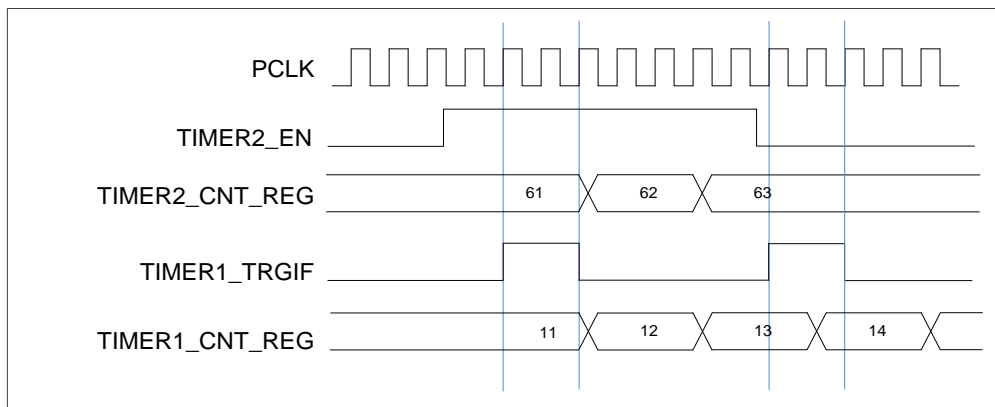 PCLK
TIMER2_EN
TIMER2_CNT_REG 61 62 63
TIMER1_TRGIF
TIMER1_CNT_REG 11 12 13 14